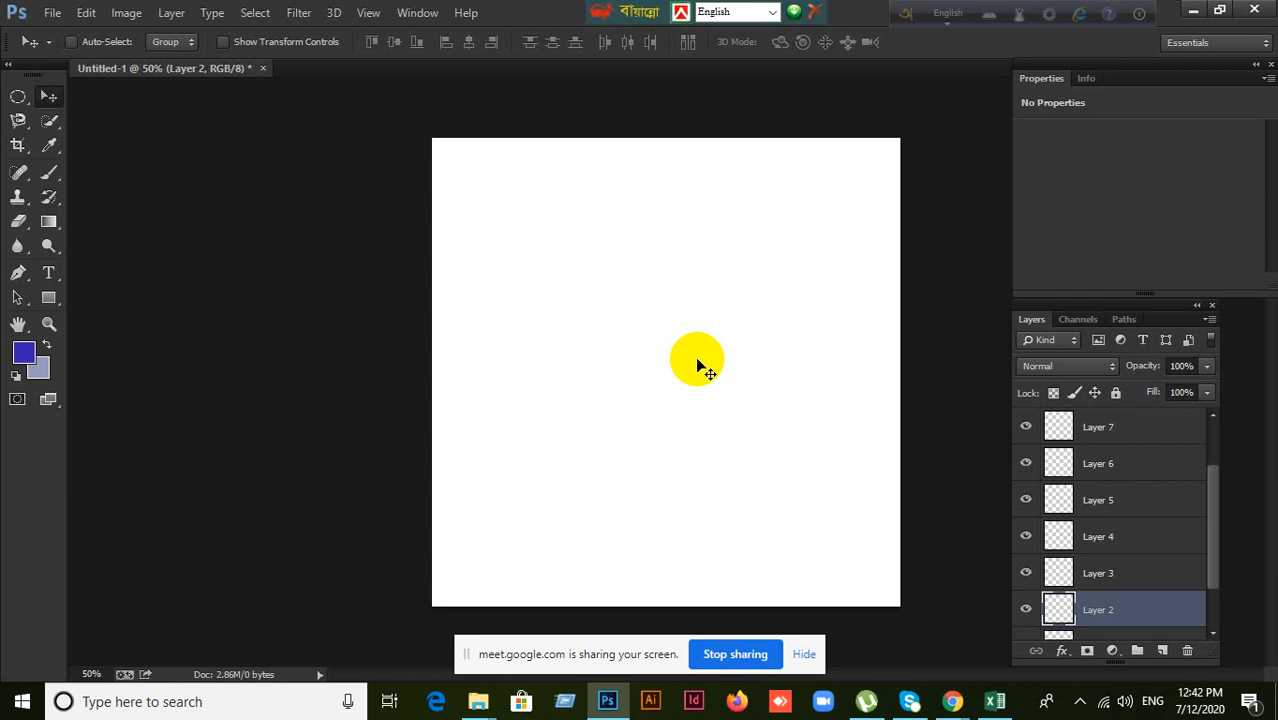 Ps File Edit Image Layer Type Select Filter 3D View Window Help
বায়ান্নো English
English
Auto-Select: Group Show Transform Controls 3D Mode: Essentials
Untitled-1 @ 50% (Layer 2, RGB/8) * ×
Properties Info
No Properties
Layers Channels Paths
Kind
Normal Opacity: 100%
Lock: Fill: 100%
Layer 7
Layer 6
Layer 5
Layer 4
Layer 3
Layer 2
meet.google.com is sharing your screen. Stop sharing Hide
50% Doc: 2.86M/0 bytes
Type here to search
Ps Ai Id
ENG
12:42 PM
7/12/2020
1